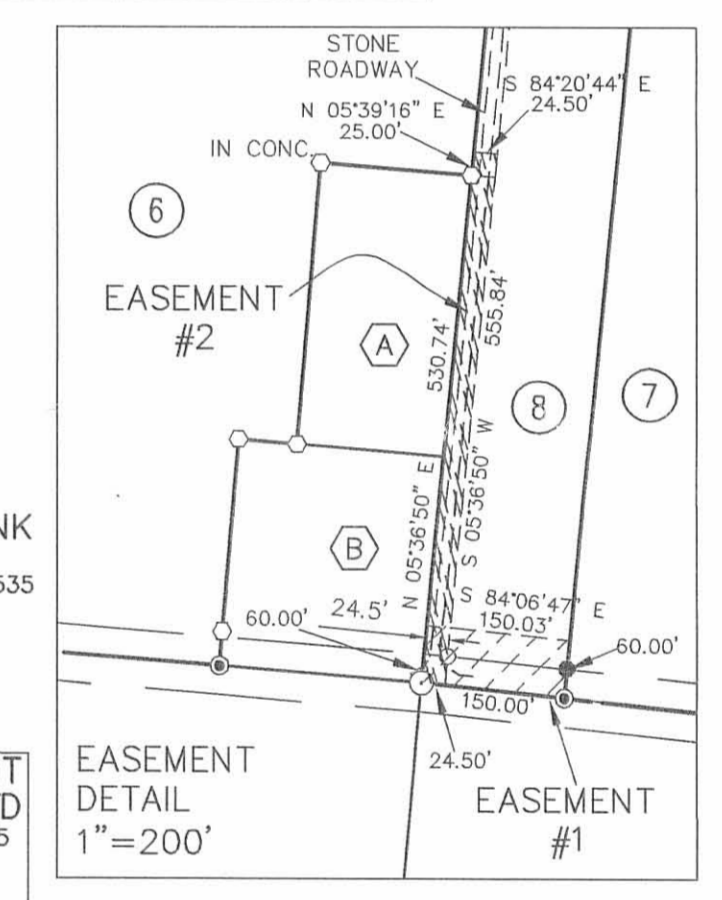 STONE
ROADWAY
S 84°20'44" E
24.50'
N 05°39'16" E
25.00'
IN CONC.
6
EASEMENT
#2
A
530.74'
555.84'
8
7
NK
535
B
N 05°36'50" E
S 05°36'50" W
S 84°06'47" E
150.03'
24.5'
60.00'
60.00'
150.00'
24.50'
EASEMENT
DETAIL
1"=200'
EASEMENT
#1
T
D
5